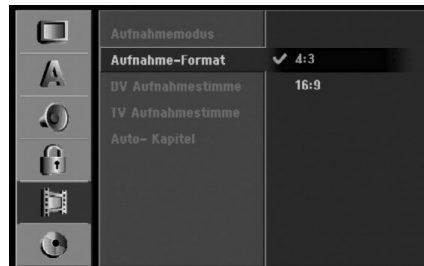 Aufnahmemodus
Aufnahme-Format
✔ 4:3
DV Aufnahmestimme
16:9
TV Aufnahmestimme
Auto- Kapitel